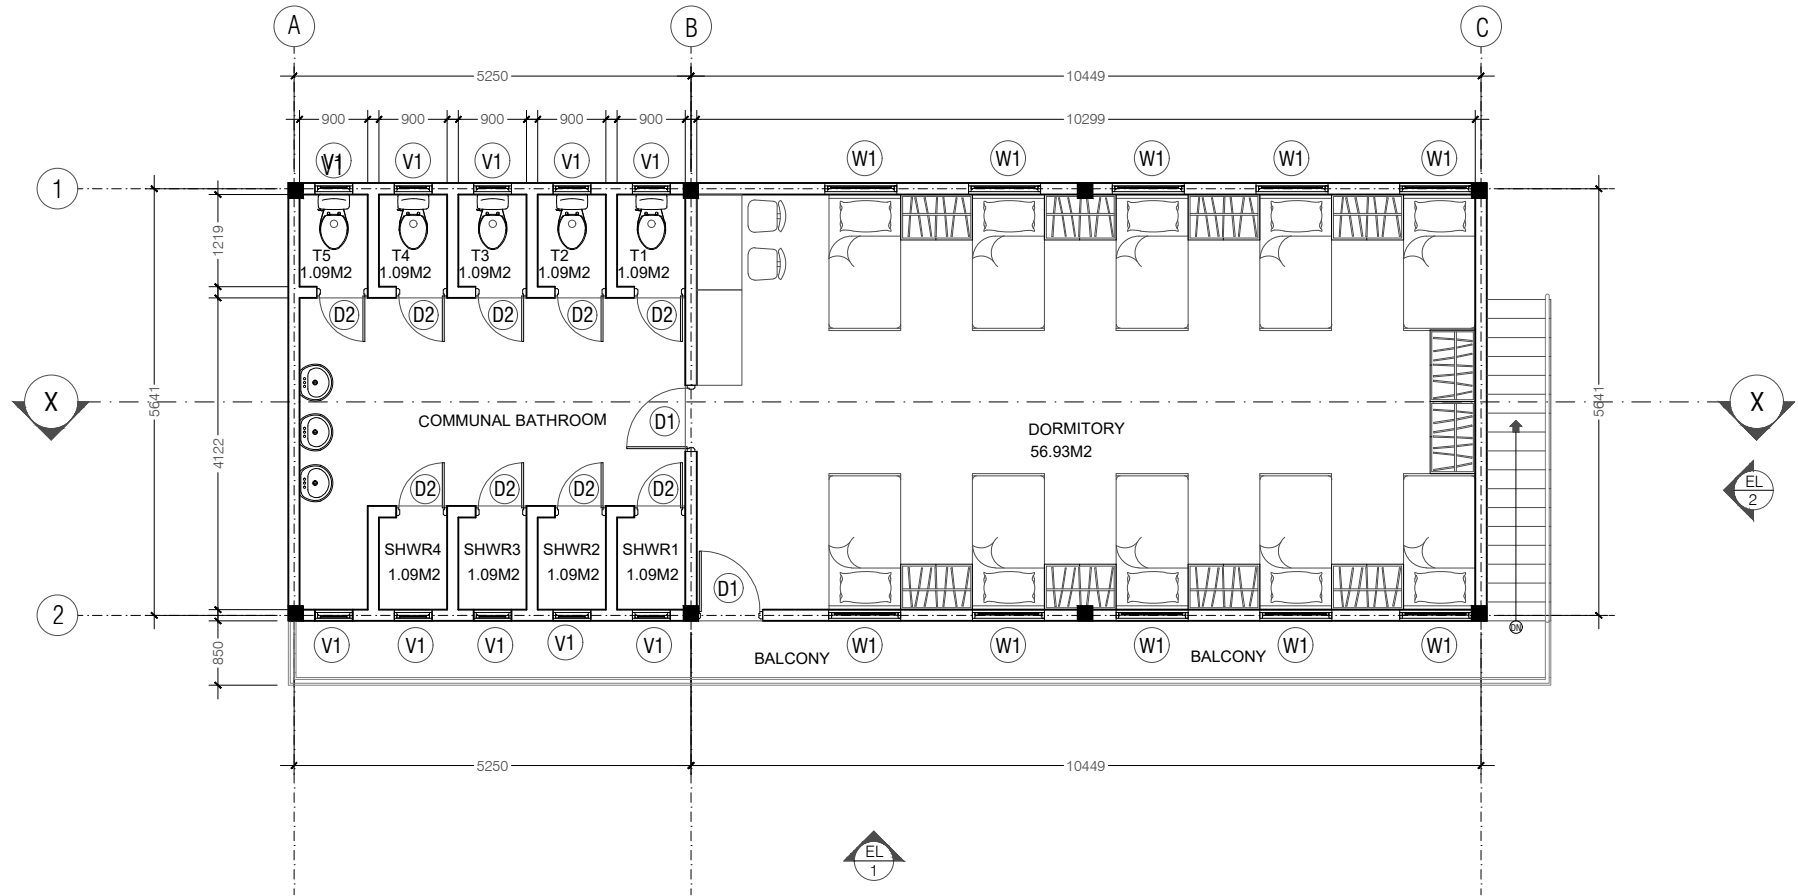 A
B
C
5250
10449
900
900
900
900
900
10299
V1
V1
V1
V1
V1
W1
W1
W1
W1
W1
1
1219
T5
T4
T3
T2
T1
1.09M2
1.09M2
1.09M2
1.09M2
1.09M2
D2
D2
D2
D2
D2
X
5641
5641
X
COMMUNAL BATHROOM
D1
DORMITORY
56.93M2
4122
D2
D2
D2
D2
EL
2
SHWR4
SHWR3
SHWR2
SHWR1
1.09M2
1.09M2
1.09M2
1.09M2
D1
2
DN
V1
V1
V1
V1
V1
W1
W1
W1
W1
W1
850
BALCONY
BALCONY
5250
10449
EL
1